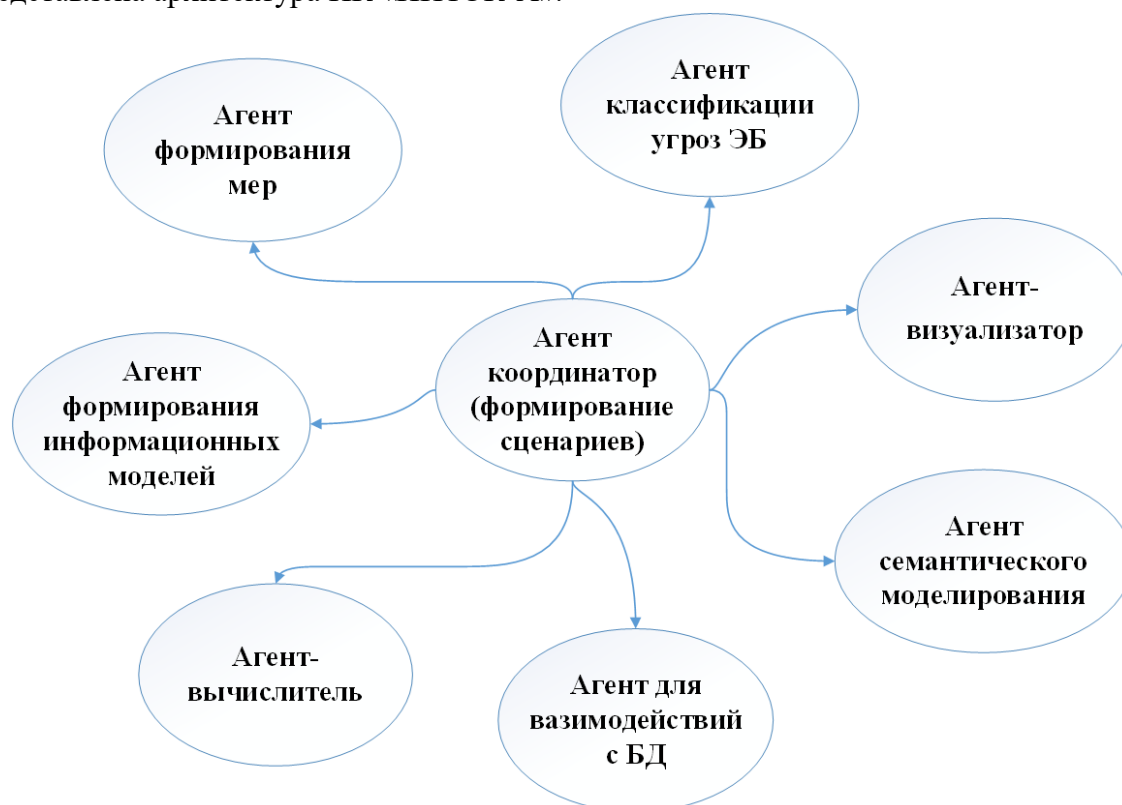 архитектура
Агент
классификации
угроз ЭБ
Агент
формирования
мер
Агент-
визуализатор
Агент
координатор
(формирование
сценариев)
Агент
формирования
информационных
моделей
Агент
семантического
моделирования
Агент-
вычислитель
Агент для
вазимодействий
с БД